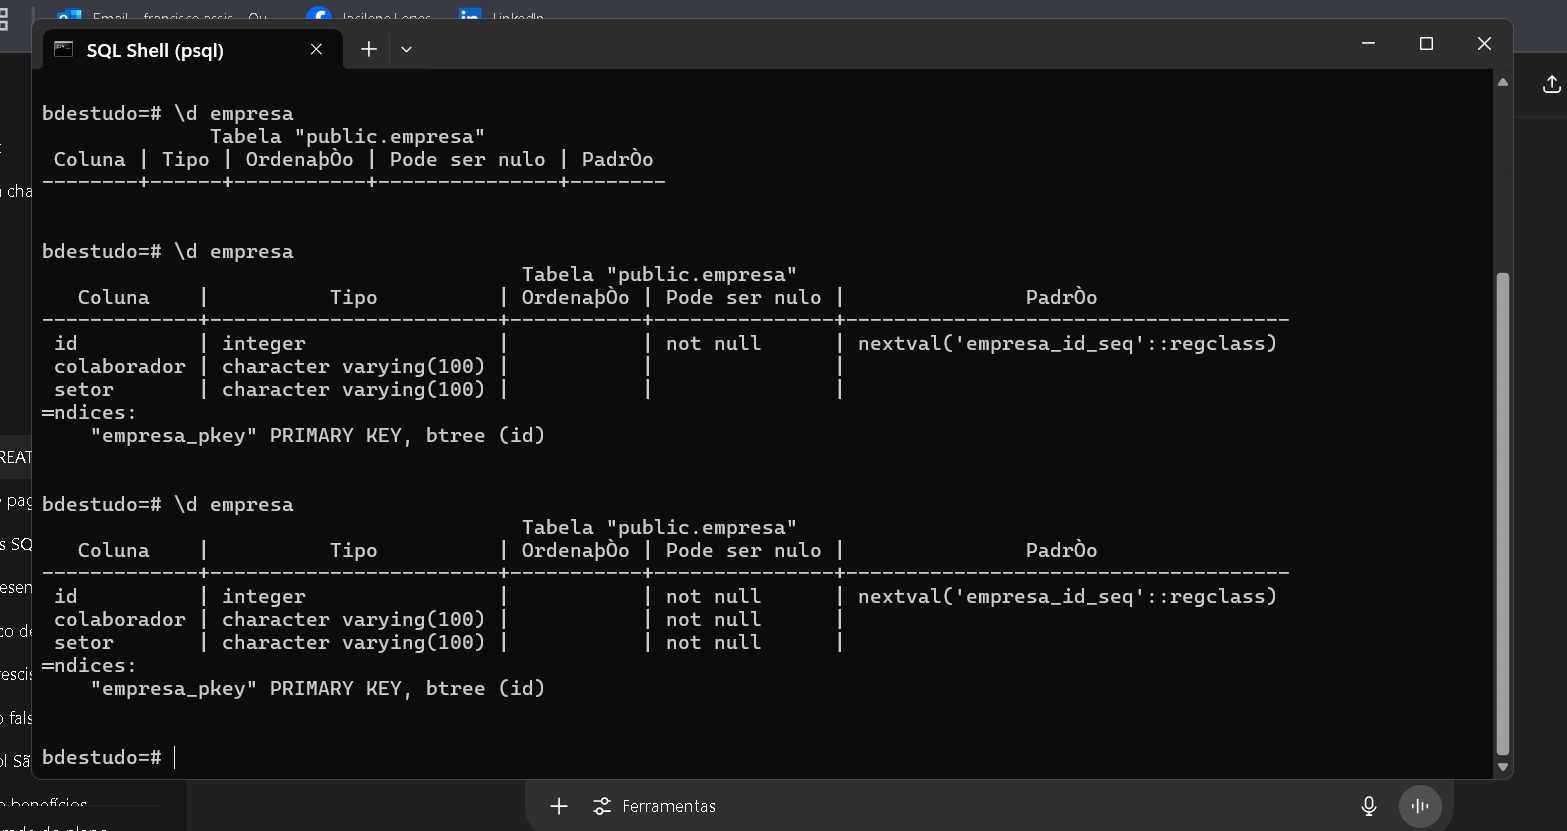 Email – francisco assis – Ou
Jacilene Lopes
LinkedIn
SQL Shell (psql)
bdestudo=# \d empresa
Tabela "public.empresa"
Coluna | Tipo | OrdenaþÒo | Pode ser nulo | PadrÒo
--------+------+-----------+---------------+--------
bdestudo=# \d empresa
Tabela "public.empresa"
Coluna | Tipo | OrdenaþÒo | Pode ser nulo | PadrÒo
-------------+------------------------+-----------+---------------+-------------------------------------
id | integer | | not null | nextval('empresa_id_seq'::regclass)
colaborador | character varying(100) | | |
setor | character varying(100) | | |
═ndices:
"empresa_pkey" PRIMARY KEY, btree (id)
bdestudo=# \d empresa
Tabela "public.empresa"
Coluna | Tipo | OrdenaþÒo | Pode ser nulo | PadrÒo
-------------+------------------------+-----------+---------------+-------------------------------------
id | integer | | not null | nextval('empresa_id_seq'::regclass)
colaborador | character varying(100) | | not null |
setor | character varying(100) | | not null |
═ndices:
"empresa_pkey" PRIMARY KEY, btree (id)
bdestudo=#
cha
REAT
pag
s SQ
esen
co de
rescis
o fals
ol Sã
benefícios
Ferramentas